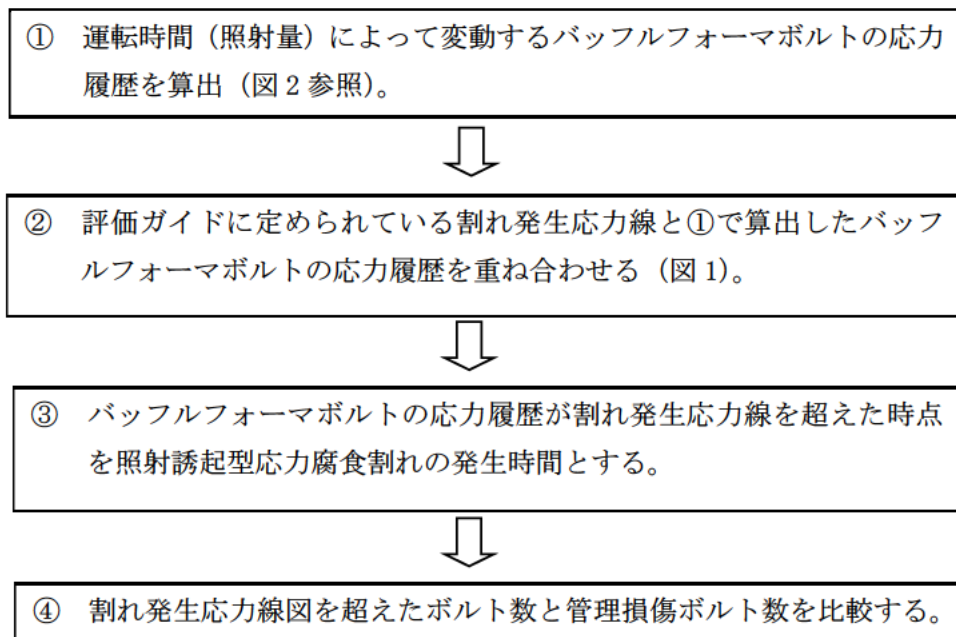 ① 運転時間（照射量）によって変動するバッフルフォーマボルトの応力
履歴を算出（図 2 参照）。
② 評価ガイドに定められている割れ発生応力線と①で算出したバッフ
ルフォーマボルトの応力履歴を重ね合わせる（図 1）。
③ バッフルフォーマボルトの応力履歴が割れ発生応力線を超えた時点
を照射誘起型応力腐食割れの発生時間とする。
④ 割れ発生応力線図を超えたボルト数と管理損傷ボルト数を比較する。